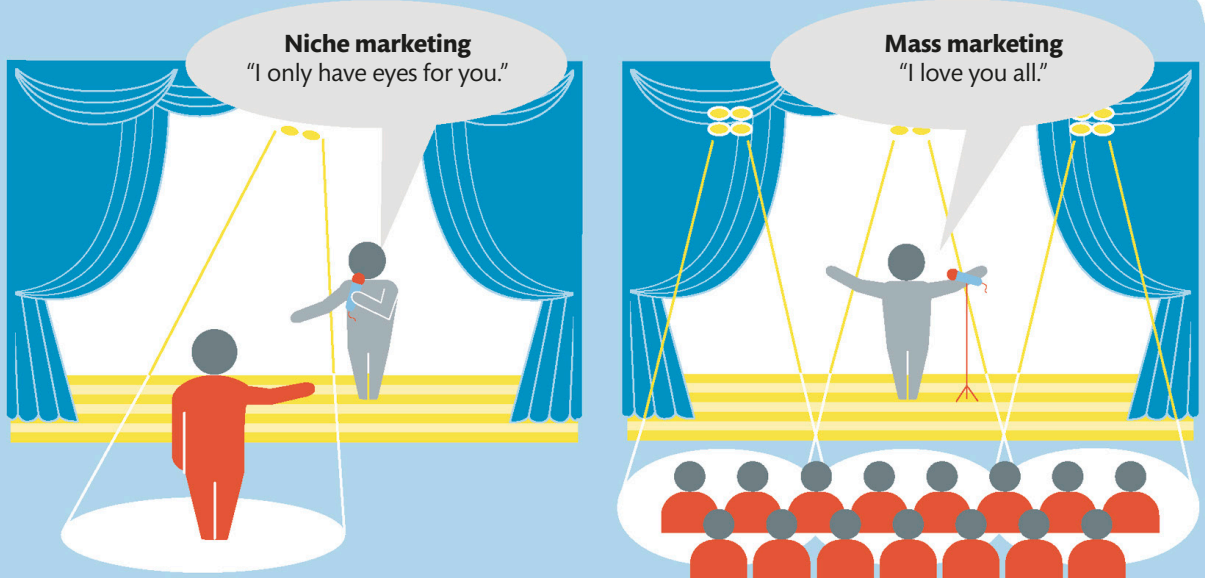 Niche marketing
“I only have eyes for you.”
Mass marketing
“I love you all.”